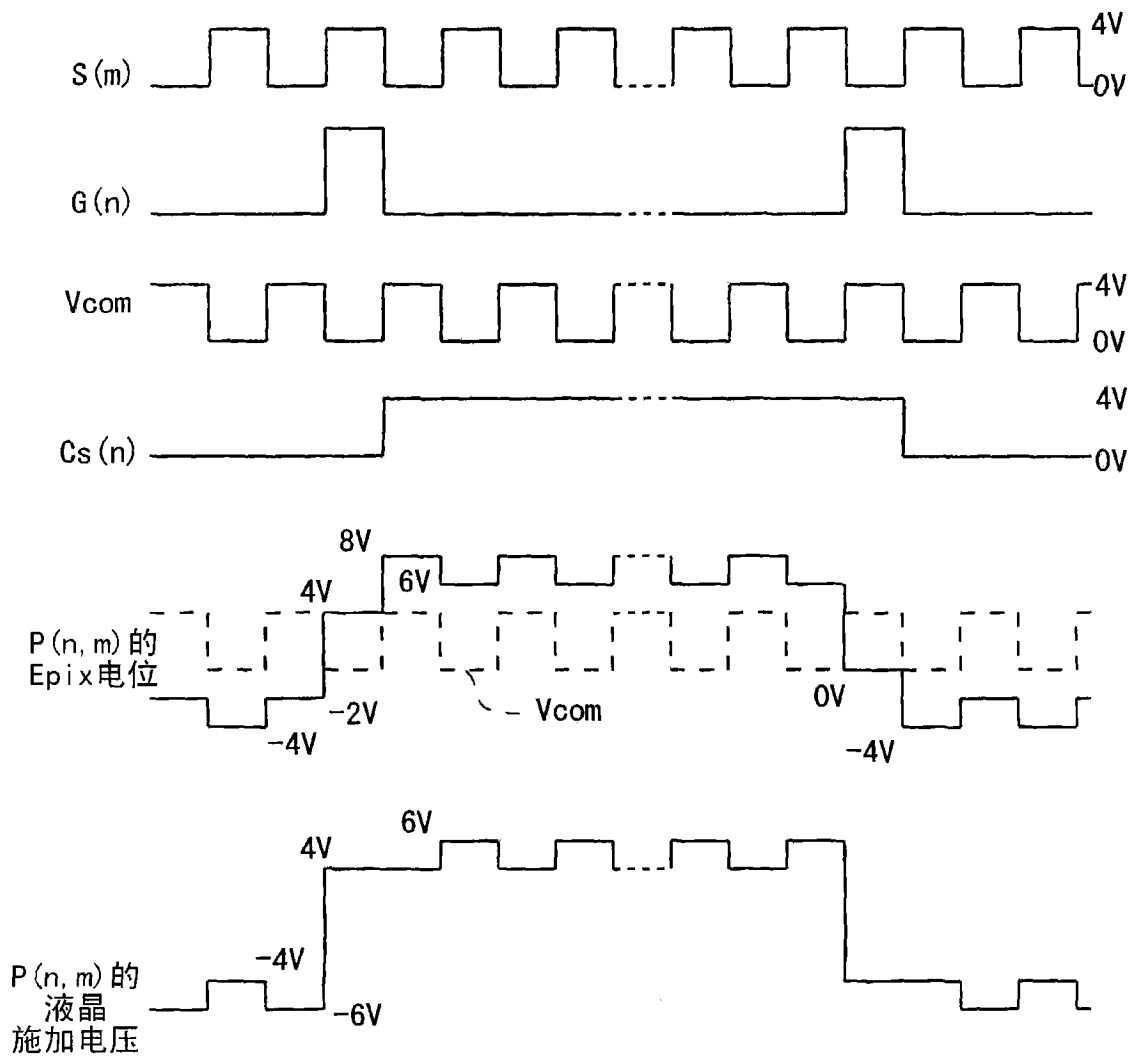 S(m)
4V
0V
G(n)
Vcom
4V
0V
Cs(n)
4V
0V
8V
6V
4V
P(n,m)的
Epix电位
-2V
-4V
Vcom
0V
-4V
6V
4V
-4V
-6V
P(n,m)的
液晶
施加电压